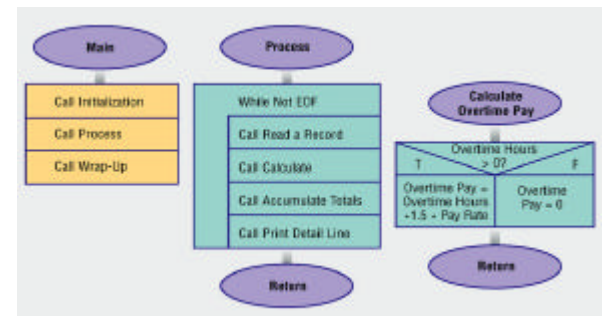 Main
Call Initialization
Call Process
Call Wrap-Up
Process
While Not EOF
Call Read a Record
Call Calculate
Call Accumulate Totals
Call Print Detail Line
Return
Calculate
Overtime Pay
Overtime Hours
> 0?
T
F
Overtime Pay =
Overtime Hours
1.5 * Pay Rate
Overtime
Pay = 0
Return